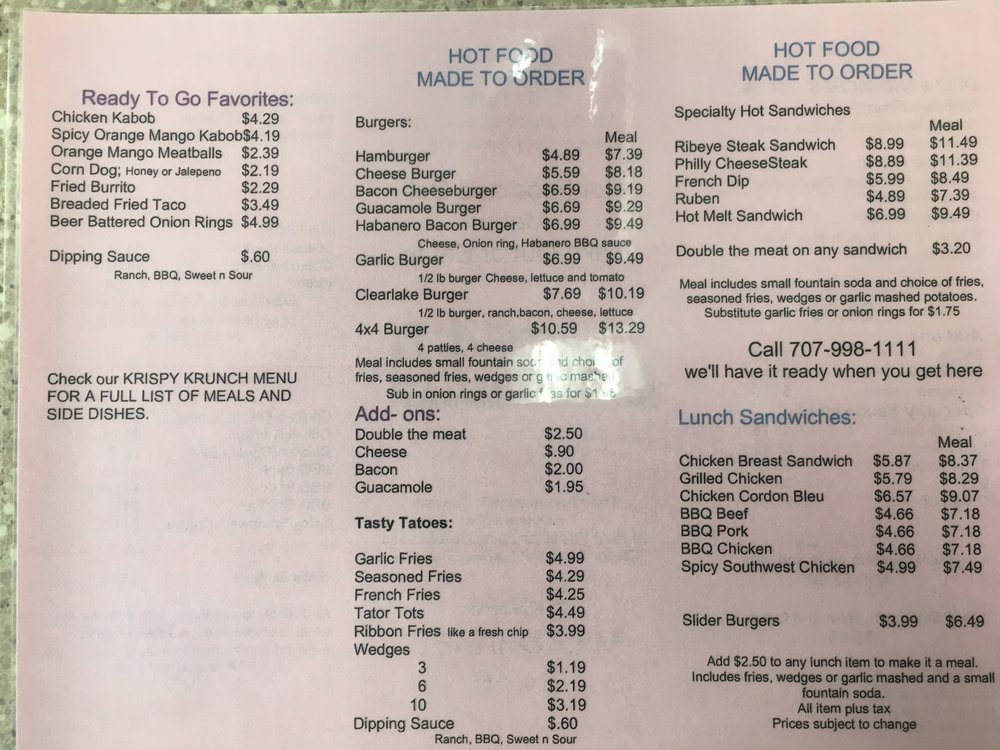 Ready To Go Favorites:
Chicken Kabob $4.29
Spicy Orange Mango Kabob$4.19
Orange Mango Meatballs $2.39
Corn Dog; Honey or Jalepeno $2.19
Fried Burrito $2.29
Breaded Fried Taco $3.49
Beer Battered Onion Rings $4.99
Dipping Sauce $.60
Ranch, BBQ, Sweet n Sour
Check our KRISPY KRUNCH MENU
FOR A FULL LIST OF MEALS AND
SIDE DISHES.
HOT FOOD
MADE TO ORDER
Burgers:
Meal
Hamburger $4.89 $7.39
Cheese Burger $5.59 $8.18
Bacon Cheeseburger $6.59 $9.19
Guacamole Burger $6.69 $9.29
Habanero Bacon Burger $6.99 $9.49
Cheese, Onion ring, Habanero BBQ sauce
Garlic Burger $6.99 $9.49
1/2 lb burger Cheese, lettuce and tomato
Clearlake Burger $7.69 $10.19
1/2 lb burger, ranch,bacon, cheese, lettuce
4x4 Burger $10.59 $13.29
4 patties, 4 cheese
Meal includes small fountain soda and choice of
fries, seasoned fries, wedges or garlic mashed
Sub in onion rings or garlic fries for
Add- ons:
Double the meat $2.50
Cheese $.90
Bacon $2.00
Guacamole $1.95
Tasty Tatoes:
Garlic Fries $4.99
Seasoned Fries $4.29
French Fries $4.25
Tator Tots $4.49
Ribbon Fries like a fresh chip $3.99
Wedges
3 $1.19
6 $2.19
10 $3.19
Dipping Sauce $.60
Ranch, BBQ, Sweet n Sour
HOT FOOD
MADE TO ORDER
Specialty Hot Sandwiches
Meal
Ribeye Steak Sandwich $8.99 $11.49
Philly CheeseSteak $8.89 $11.39
French Dip $5.99 $8.49
Ruben $4.89 $7.39
Hot Melt Sandwich $6.99 $9.49
Double the meat on any sandwich $3.20
Meal includes small fountain soda and choice of fries,
seasoned fries, wedges or garlic mashed potatoes.
Substitute garlic fries or onion rings for $1.75
Call 707-998-1111
we'll have it ready when you get here
Lunch Sandwiches:
Meal
Chicken Breast Sandwich $5.87 $8.37
Grilled Chicken $5.79 $8.29
Chicken Cordon Bleu $6.57 $9.07
BBQ Beef $4.66 $7.18
BBQ Pork $4.66 $7.18
BBQ Chicken $4.66 $7.18
Spicy Southwest Chicken $4.99 $7.49
Slider Burgers $3.99 $6.49
Add $2.50 to any lunch item to make it a meal.
Includes fries, wedges or garlic mashed and a small
fountain soda.
All item plus tax
Prices subject to change